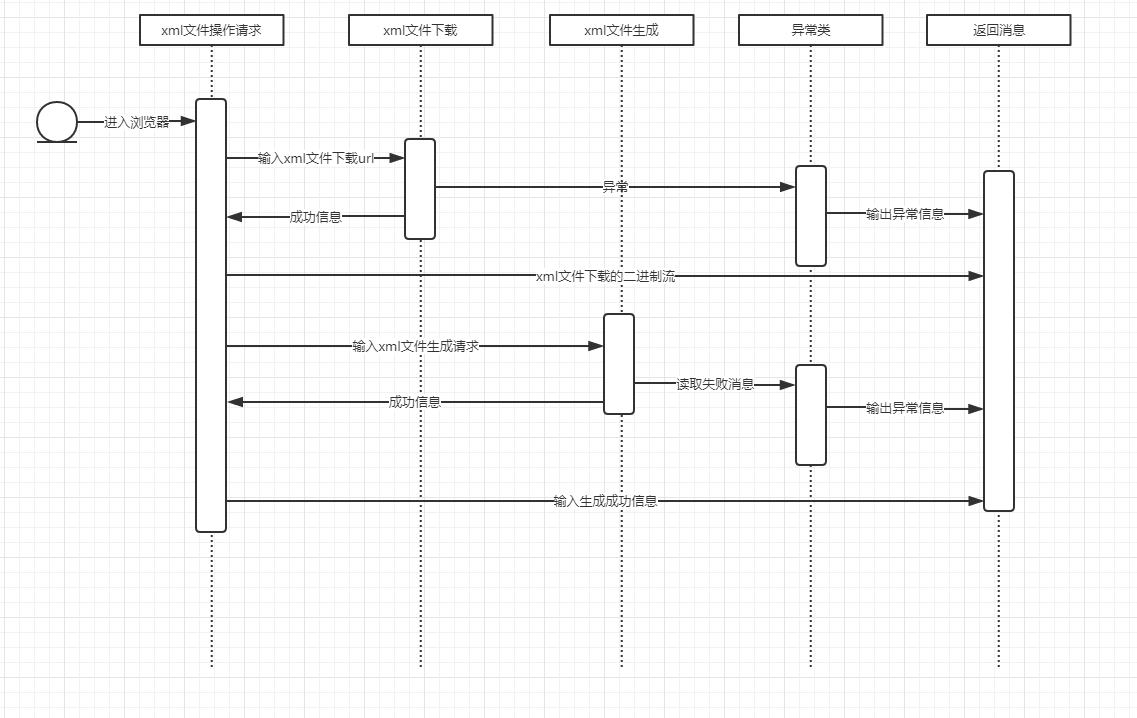 xml文件操作请求
xml文件下载
xml文件生成
异常类
返回消息
进入浏览器
输入xml文件下载url
异常
输出异常信息
成功信息
xml文件下载的二进制流
输入xml文件生成请求
读取失败消息
成功信息
输出异常信息
输入生成成功信息